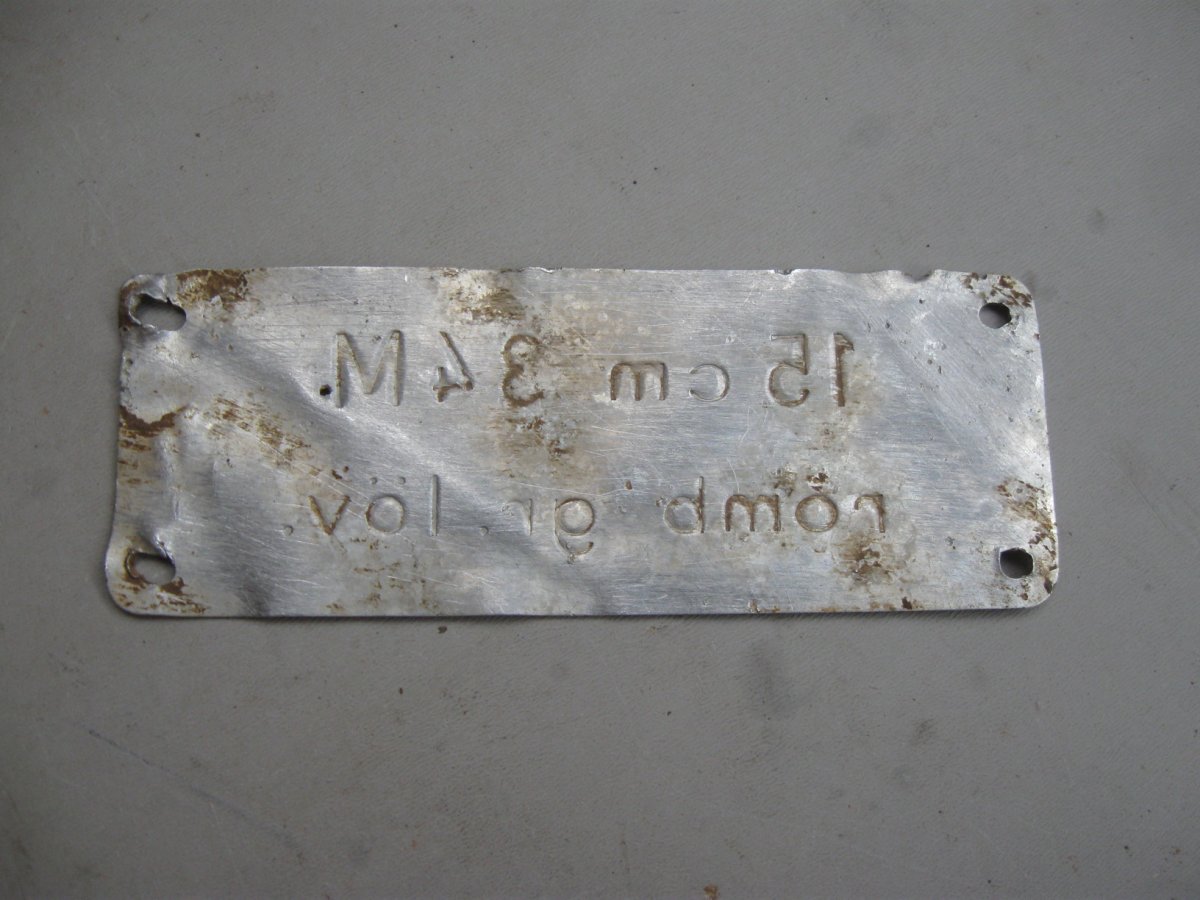 15 cm 34M.
römb. gr. löv.